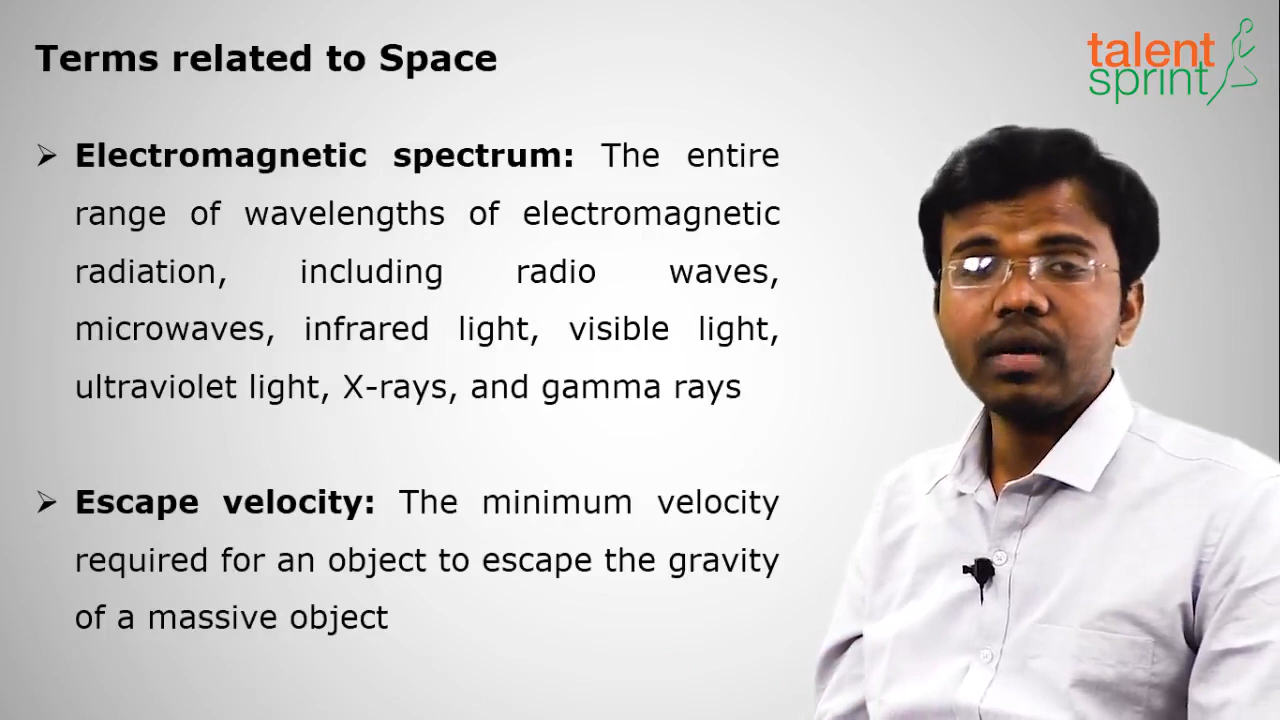 Terms related to Space
talent
sprint
➢ Electromagnetic spectrum: The entire
range of wavelengths of electromagnetic
radiation, including radio waves,
microwaves, infrared light, visible light,
ultraviolet light, X-rays, and gamma rays
➢ Escape velocity: The minimum velocity
required for an object to escape the gravity
of a massive object